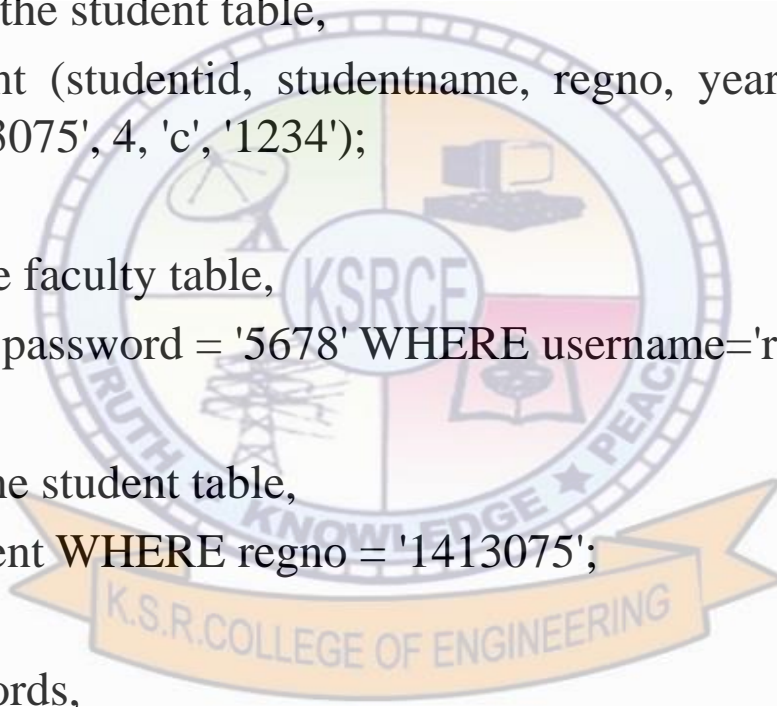 the student table,
nt (studentid, studentname, regno, year
3075', 4, 'c', '1234');
e faculty table,
password = '5678' WHERE username='r
ne student table,
ent WHERE regno = '1413075';
ords,
KSRCE
TRUTH KNOWLEDGE ★ PEACE
K.S.R.COLLEGE OF ENGINEERING